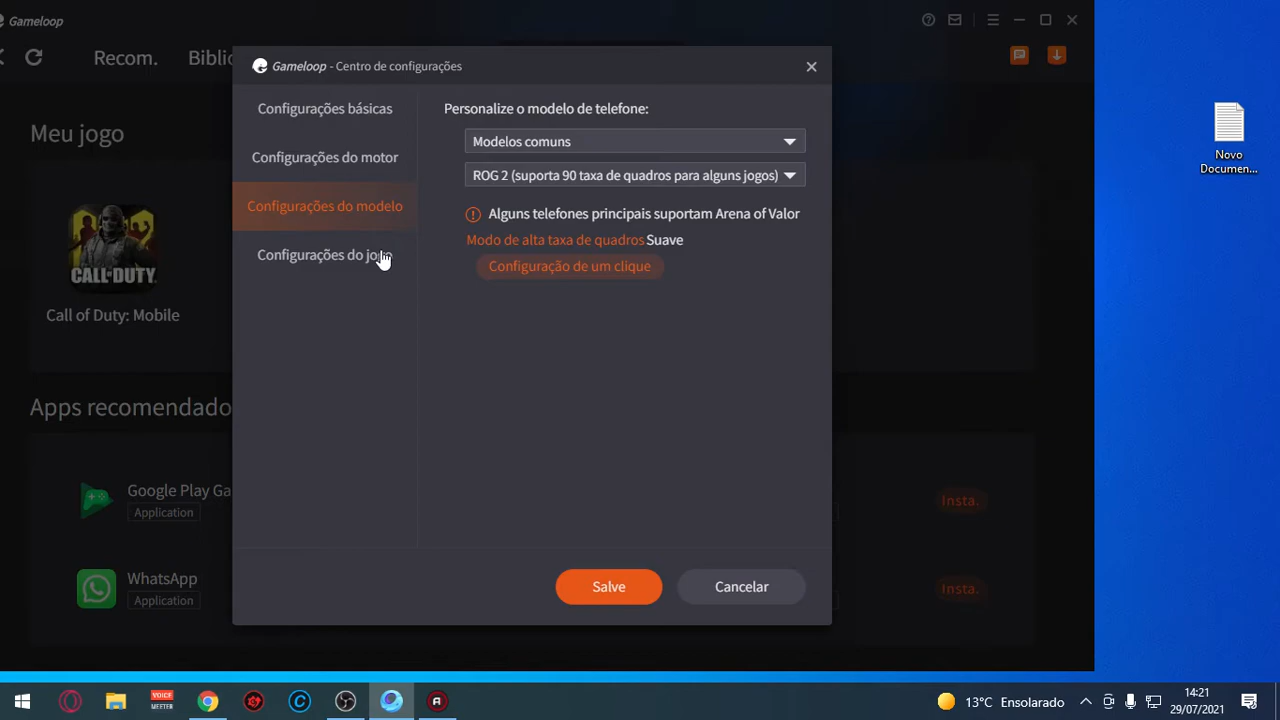 Gameloop
Recom.
Gameloop - Centro de configurações
Meu jogo
CALL OF DUTY
MOBILE
Call of Duty: Mobile
Configurações básicas
Configurações do motor
Configurações do modelo
Personalize o modelo de telefone:
Modelos comuns
ROG 2 (suporta 90 taxa de quadros para alguns jogos)
Alguns telefones principais suportam Arena of Valor
Modo de alta taxa de quadros Suave
Configuração de um clique
Salve
Cancelar
Novo
Documen...
Google Play
Application
Insta.
WhatsApp
Application
Insta.
VOICE
MEETER
13°C Ensolarado
14:21
29/07/2021